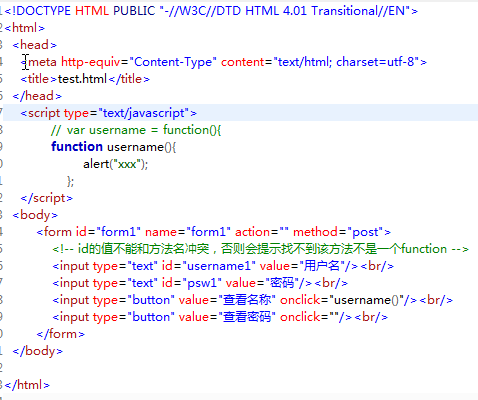 <!DOCTYPE HTML PUBLIC "-//W3C//DTD HTML 4.01 Transitional//EN">
<html>
<head>
<meta http-equiv="Content-Type" content="text/html; charset=utf-8">
<title>test.html</title>
</head>
<script type="text/javascript">
// var username = function(){
function username(){
alert("xxx");
};
</script>
<body>
<form id="form1" name="form1" action="" method="post">
<!-- id的值不能和方法名冲突，否则会提示找不到该方法不是一个function -->
<input type="text" id="username1" value="用户名"/><br/>
<input type="text" id="psw1" value="密码"/><br/>
<input type="button" value="查看名称" onclick="username()"/><br/>
<input type="button" value="查看密码" onclick=""/><br/>
</form>
</body>
</html>